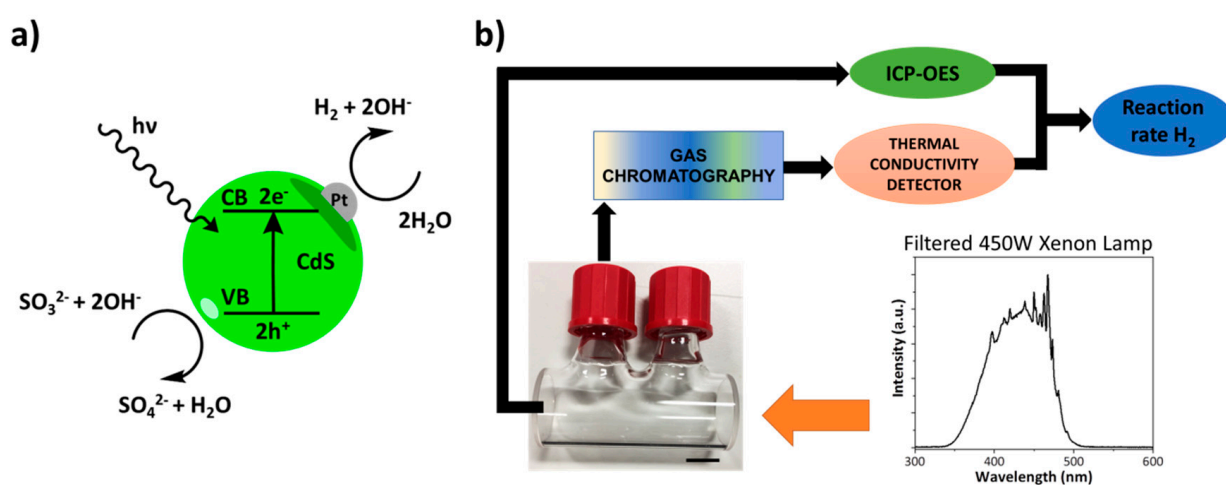 a)
hν
H₂ + 2OH⁻
CB 2e⁻
Pt
2H₂O
CdS
SO₃²⁻ + 2OH⁻
VB
2h⁺
SO₄²⁻ + H₂O
b)
ICP-OES
GAS
CHROMATOGRAPHY
THERMAL
CONDUCTIVITY
DETECTOR
Reaction
rate H₂
Filtered 450W Xenon Lamp
Intensity (a.u.)
300 400 500 600
Wavelength (nm)